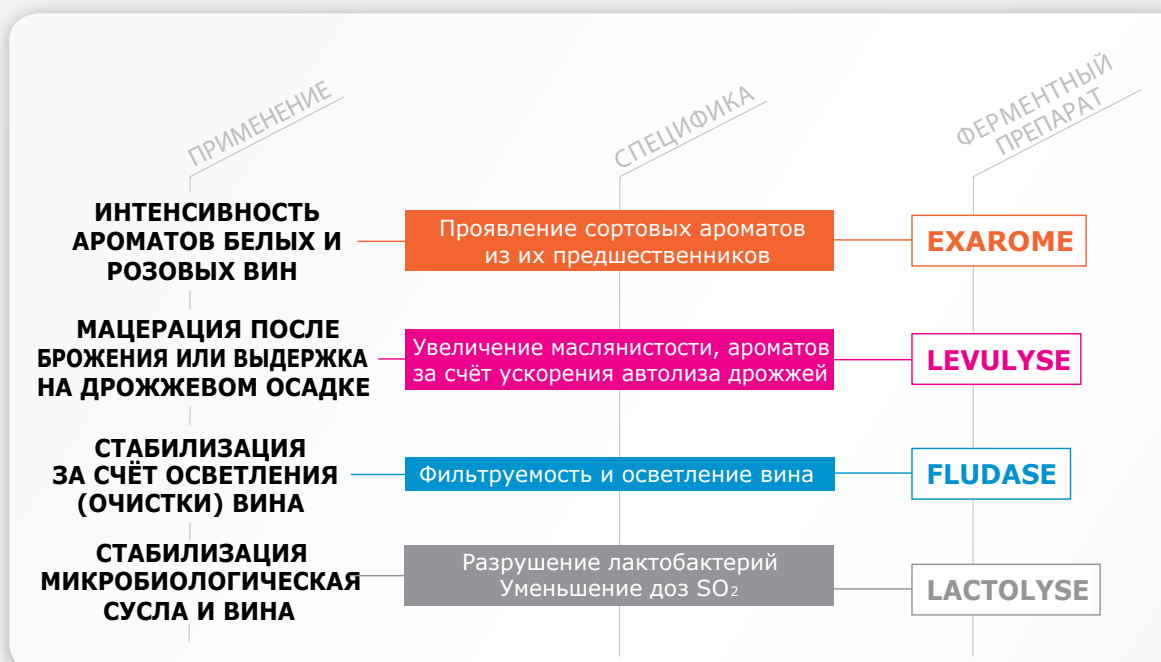 ПРИМЕНЕНИЕ
СПЕЦИФИКА
ФЕРМЕНТНЫЙ
ПРЕПАРАТ
ИНТЕНСИВНОСТЬ
АРОМАТОВ БЕЛЫХ И
РОЗОВЫХ ВИН
Проявление сортовых ароматов
из их предшественников
EXAROME
МАЦЕРАЦИЯ ПОСЛЕ
БРОЖЕНИЯ ИЛИ ВЫДЕРЖКА
НА ДРОЖЖЕВОМ ОСАДКЕ
Увеличение маслянистости, ароматов
за счёт ускорения автолиза дрожжей
LEVULYSE
СТАБИЛИЗАЦИЯ
ЗА СЧЁТ ОСВЕТЛЕНИЯ
(ОЧИСТКИ) ВИНА
Фильтруемость и осветление вина
FLUDASE
СТАБИЛИЗАЦИЯ
МИКРОБИОЛОГИЧЕСКАЯ
СУСЛА И ВИНА
Разрушение лактобактерий
Уменьшение доз SO₂
LACTOLYSE